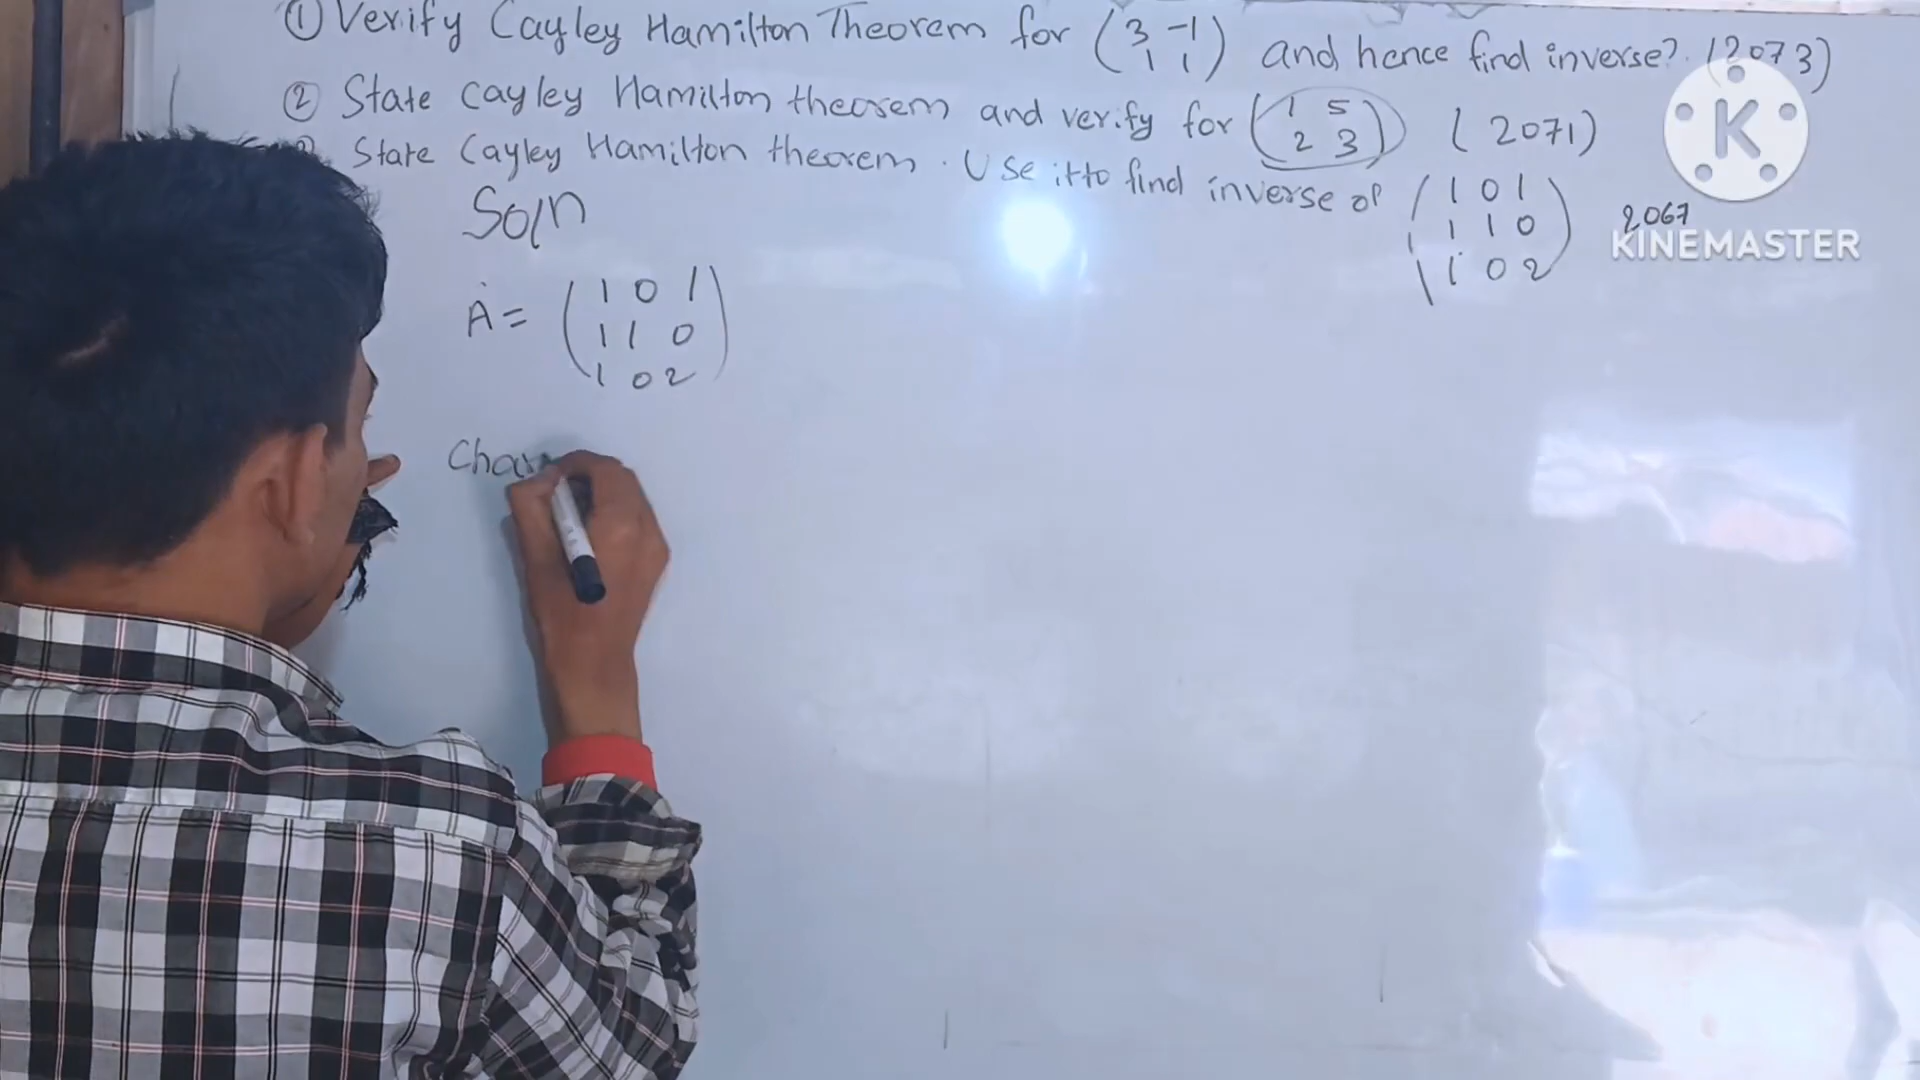 ① Verify Cayley Hamilton Theorem for (3 -1
1 1) and hence find inverse? (2073)
② State Cayley Hamilton theorem and verify for (1 5
2 3) (2071)
State Cayley Hamilton theorem. Use it to find inverse of (1 0 1
1 1 0
1 0 2) 2067
K
KINEMASTER
Soln
A = (1 0 1
1 1 0
1 0 2)
Char